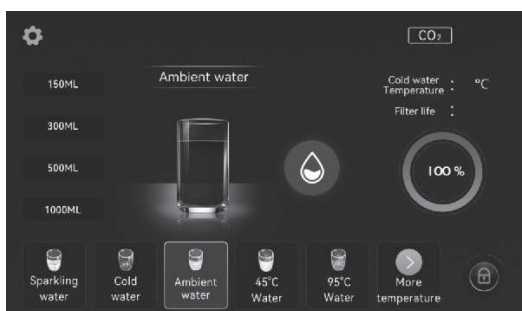 CO₂
150ML
300ML
500ML
1000ML
Ambient water
Cold water
Temperature : °C
Filter life :
100 %
Sparkling
water
Cold
water
Ambient
water
45°C
Water
95°C
Water
More
temperature